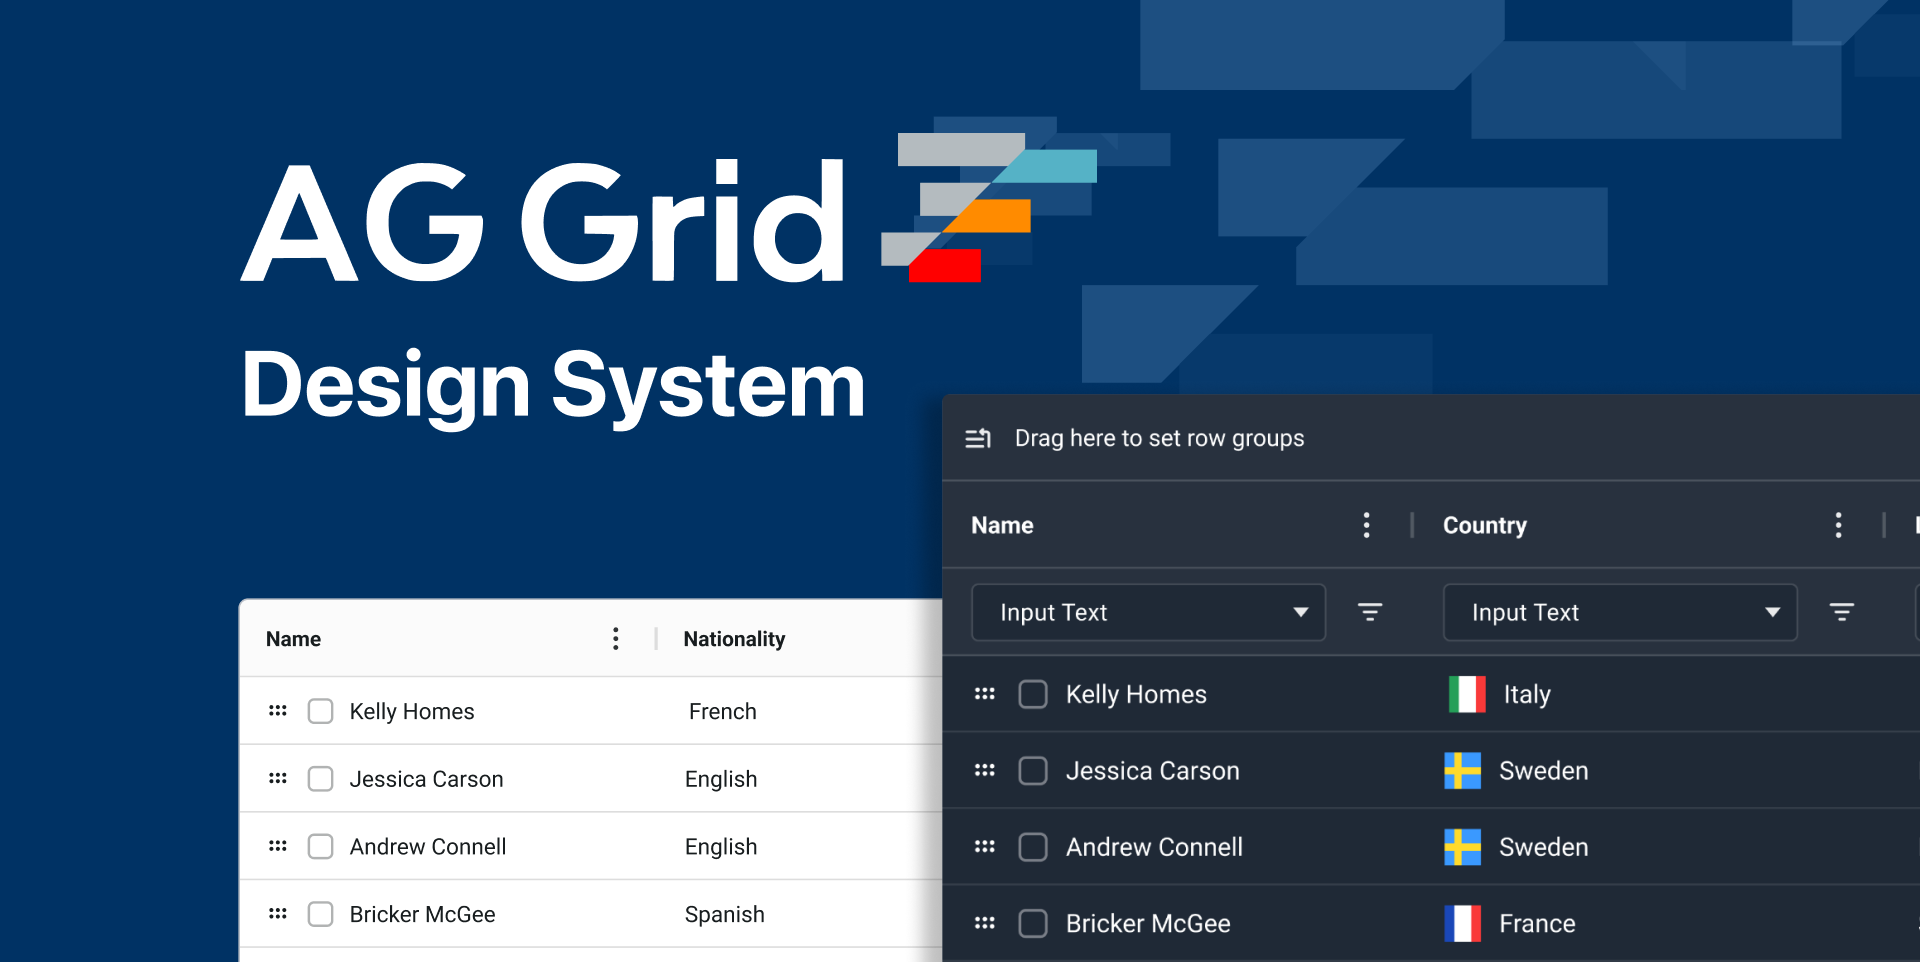 AG Grid
Design System
Name
Nationality
Kelly Homes
French
Jessica Carson
English
Andrew Connell
English
Bricker McGee
Spanish
Drag here to set row groups
Name
Country
Input Text
Input Text
Kelly Homes
Italy
Jessica Carson
Sweden
Andrew Connell
Sweden
Bricker McGee
France